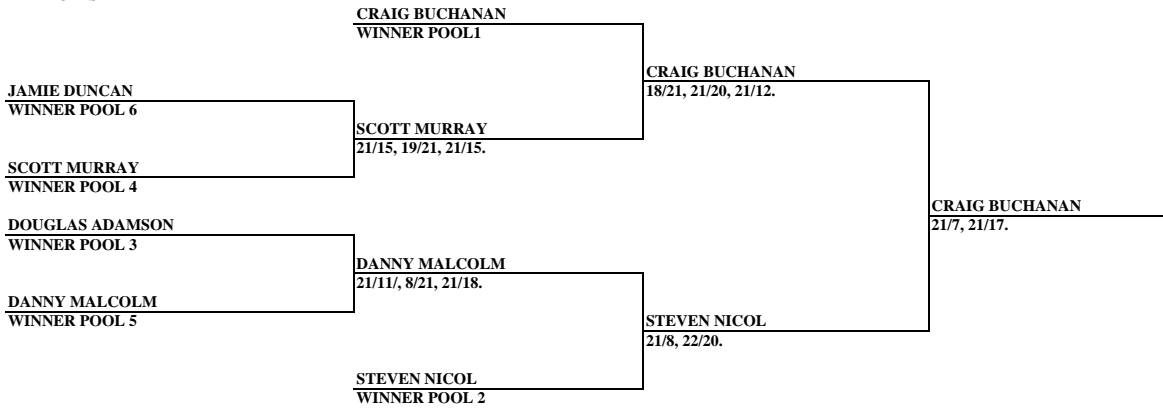 CRAIG BUCHANAN
WINNER POOL1
CRAIG BUCHANAN
18/21, 21/20, 21/12.
JAMIE DUNCAN
WINNER POOL 6
SCOTT MURRAY
21/15, 19/21, 21/15.
SCOTT MURRAY
WINNER POOL 4
CRAIG BUCHANAN
21/7, 21/17.
DOUGLAS ADAMSON
WINNER POOL 3
DANNY MALCOLM
21/11/, 8/21, 21/18.
DANNY MALCOLM
WINNER POOL 5
STEVEN NICOL
21/8, 22/20.
STEVEN NICOL
WINNER POOL 2